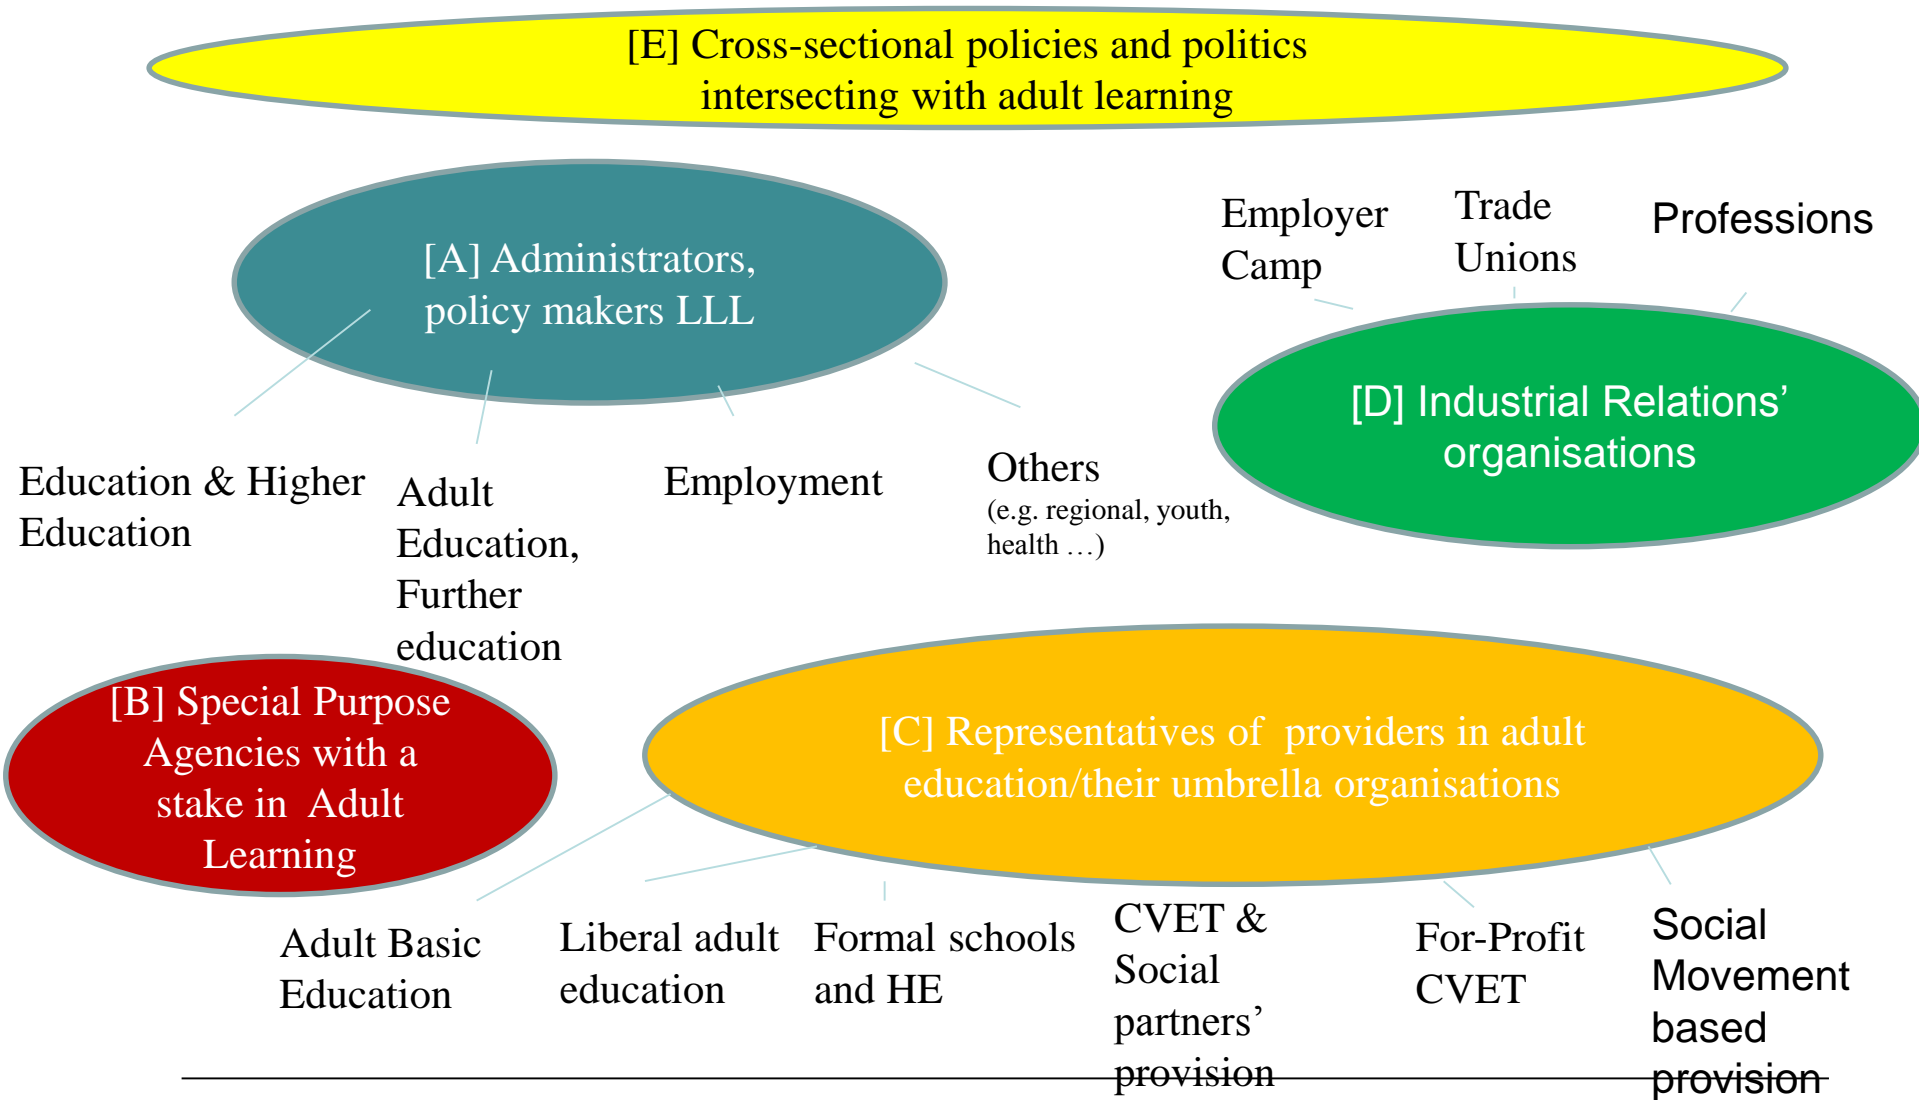 [E] Cross-sectional policies and politics
intersecting with adult learning
[A] Administrators,
policy makers LLL
Employer
Camp
Trade
Unions
Professions
[D] Industrial Relations’
organisations
Education & Higher
Education
Adult
Education,
Further
education
Employment
Others
(e.g. regional, youth,
health …)
[B] Special Purpose
Agencies with a
stake in Adult
Learning
[C] Representatives of providers in adult
education/their umbrella organisations
Adult Basic
Education
Liberal adult
education
Formal schools
and HE
CVET &
Social
partners’
provision
For-Profit
CVET
Social
Movement
based
provision